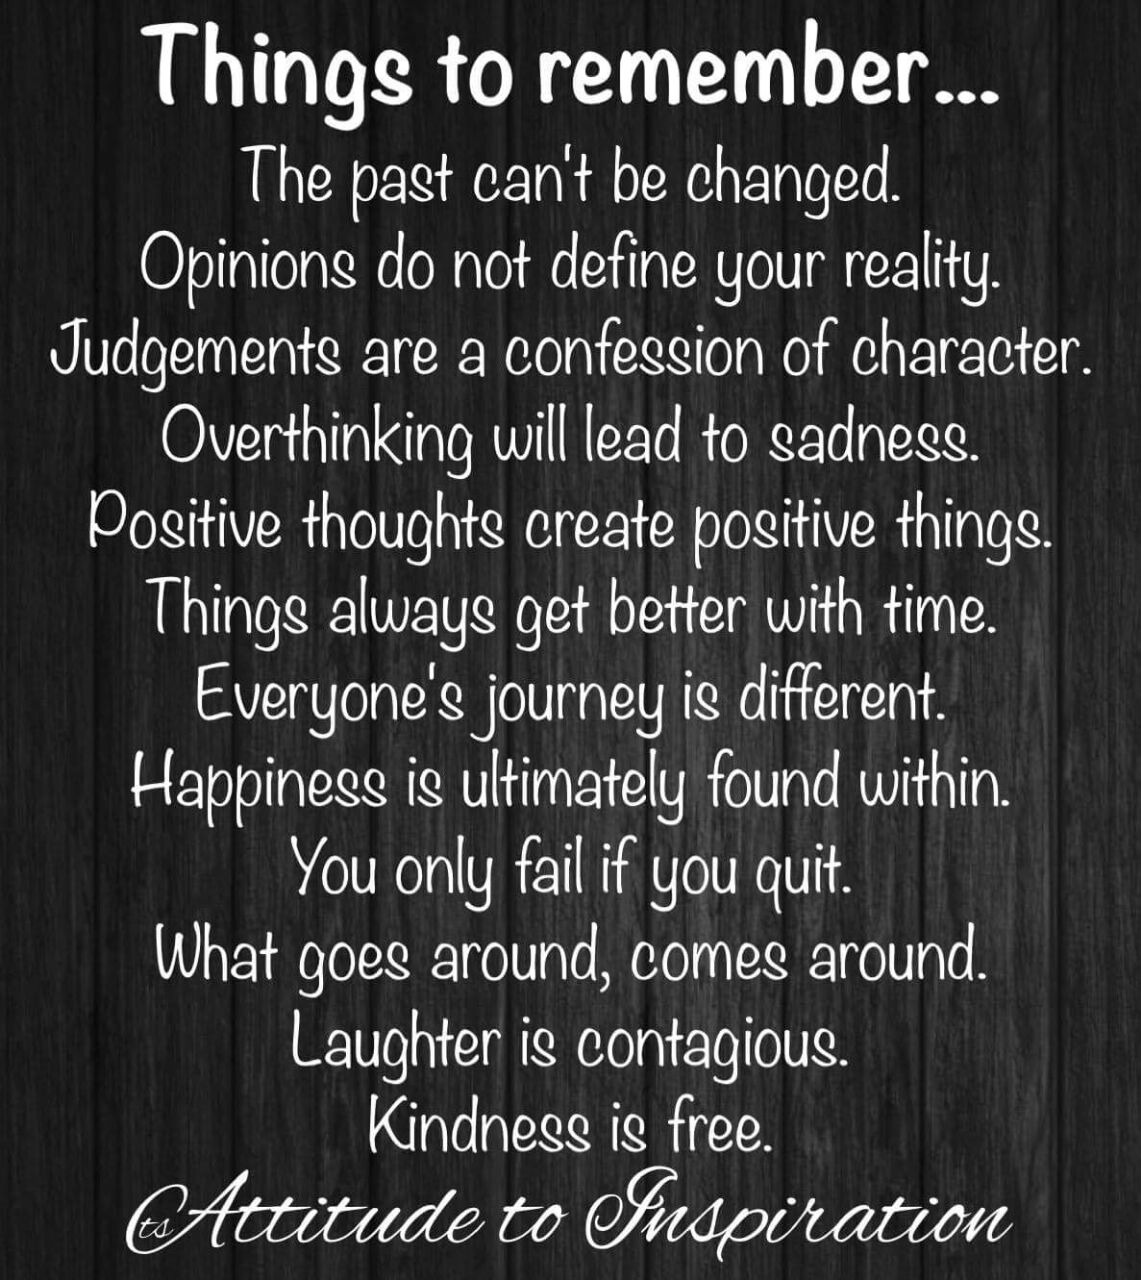 Things to remember...
The past can't be changed.
Opinions do not define your reality.
Judgements are a confession of character.
Overthinking will lead to sadness.
Positive thoughts create positive things.
Things always get better with time.
Everyone's journey is different.
Happiness is ultimately found within.
You only fail if you quit.
What goes around, comes around.
Laughter is contagious.
Kindness is free.
ts Attitude to Inspiration